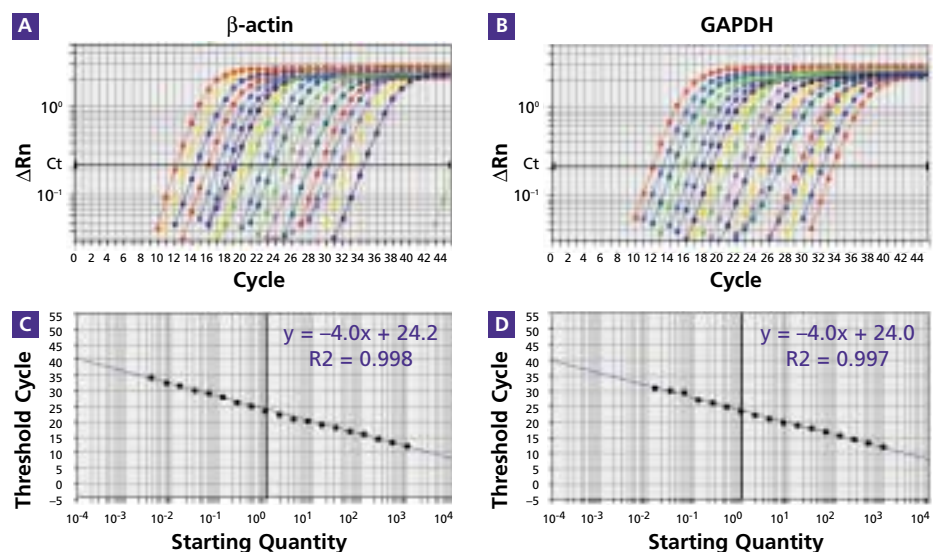 A
β-actin
B
GAPDH
10⁰
Ct
10⁻¹
ΔRn
0 2 4 6 8 10 12 14 16 18 20 22 24 26 28 30 32 34 36 38 40 42 44
Cycle
10⁰
Ct
10⁻¹
ΔRn
0 2 4 6 8 10 12 14 16 18 20 22 24 26 28 30 32 34 36 38 40 42 44
Cycle
C
y = –4.0x + 24.2
R2 = 0.998
Threshold Cycle
55
50
45
40
35
30
25
20
15
10
5
0
–5
10⁻⁴ 10⁻³ 10⁻² 10⁻¹ 10⁰ 10¹ 10² 10³ 10⁴
Starting Quantity
D
y = –4.0x + 24.0
R2 = 0.997
Threshold Cycle
55
50
45
40
35
30
25
20
15
10
5
0
–5
10⁻⁴ 10⁻³ 10⁻² 10⁻¹ 10⁰ 10¹ 10² 10³ 10⁴
Starting Quantity